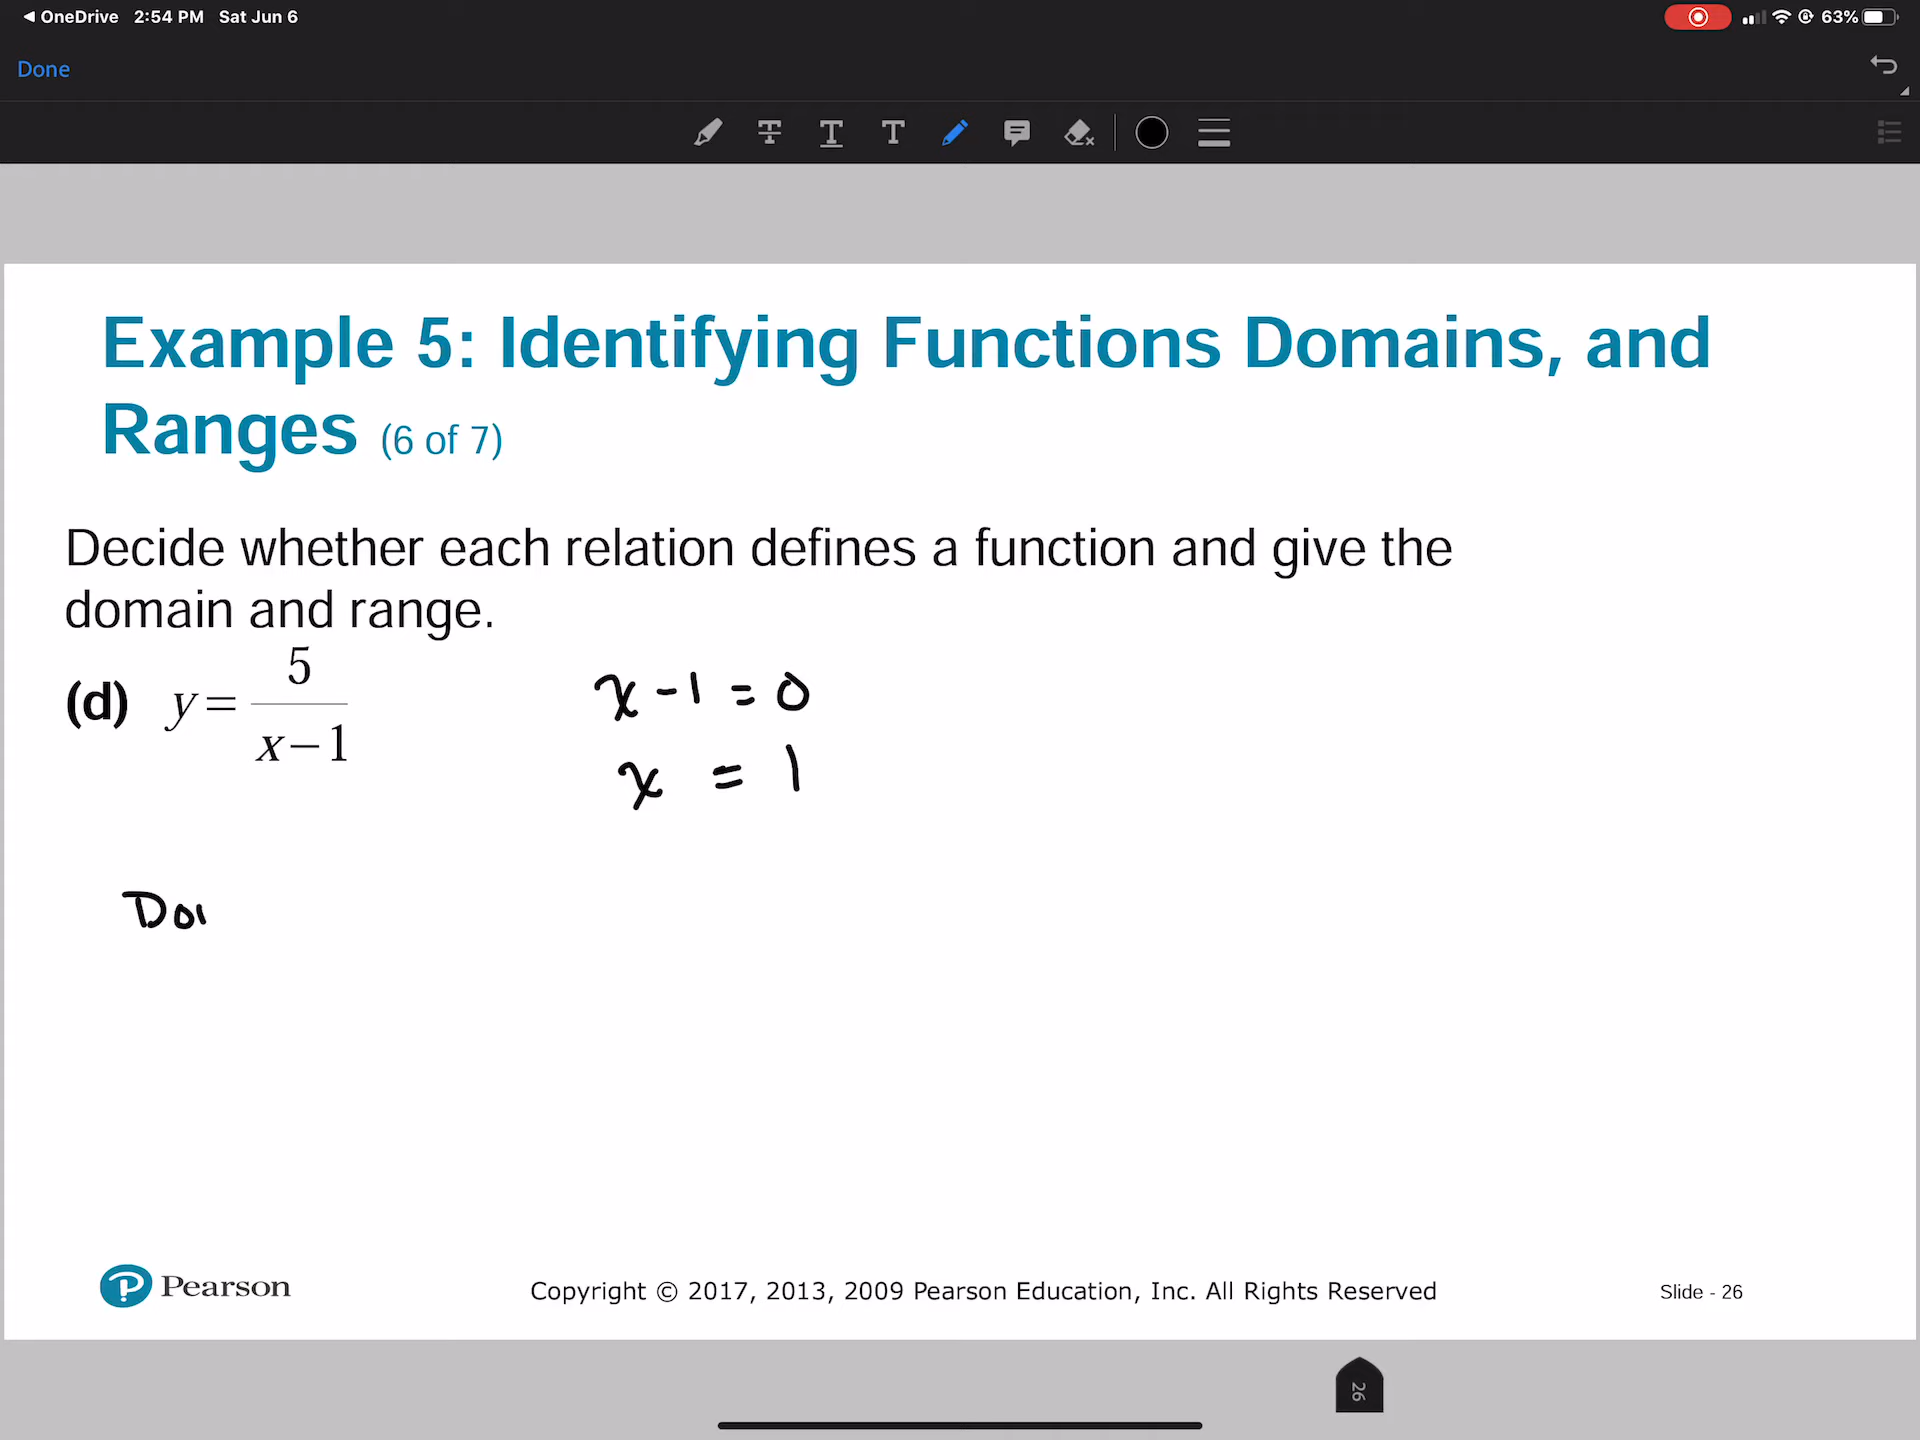 ◀ OneDrive 2:54 PM Sat Jun 6 63%
Done
T T T
Example 5: Identifying Functions Domains, and
Ranges (6 of 7)
Decide whether each relation defines a function and give the
domain and range.
(d) y = 5 / x − 1
x - 1 = 0
x = 1
Pearson
Copyright © 2017, 2013, 2009 Pearson Education, Inc. All Rights Reserved
Slide - 26
26